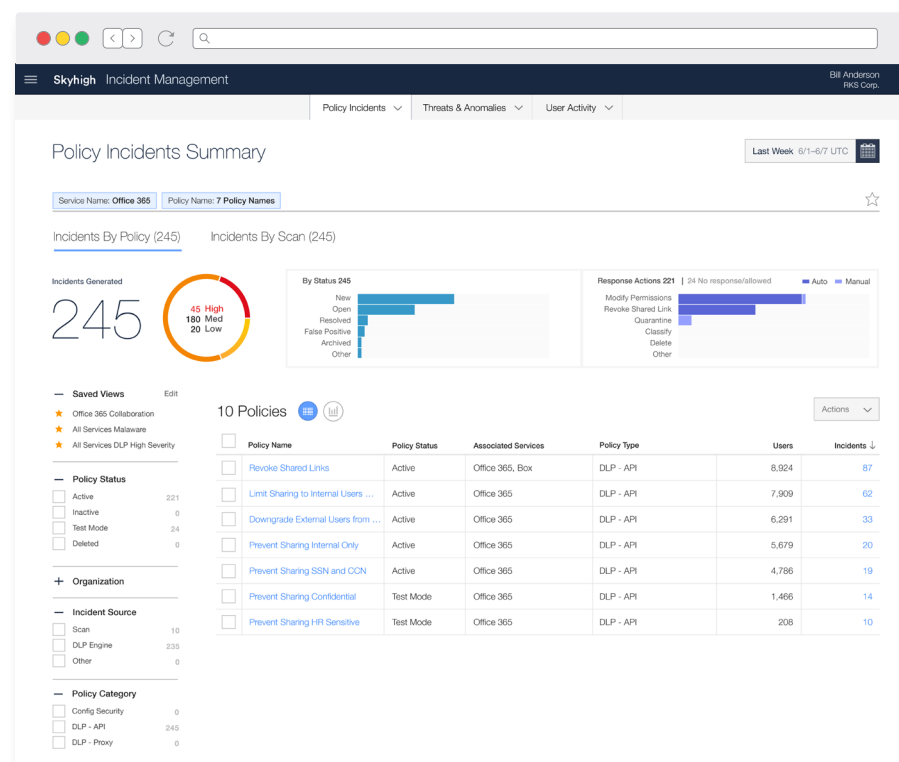 Skyhigh Incident Management
Bill Anderson
RKS Corp.
Policy Incidents
Threats & Anomalies
User Activity
Policy Incidents Summary
Last Week 6/1–6/7 UTC
Service Name: Office 365
Policy Name: 7 Policy Names
Incidents By Policy (245)
Incidents By Scan (245)
Incidents Generated
245
45 High
180 Med
20 Low
By Status 245
New
Open
Resolved
False Positive
Archived
Other
Response Actions 221 | 24 No response/allowed
Auto
Manual
Modify Permissions
Revoke Shared Link
Quarantine
Classify
Delete
Other
Saved Views Edit
Office 365 Collaboration
All Services Malaware
All Services DLP High Severity
Policy Status
Active 221
Inactive 0
Test Mode 24
Deleted 0
Organization
Incident Source
Scan 10
DLP Engine 235
Other 0
Policy Category
Config Security 0
DLP - API 245
DLP - Proxy 0
10 Policies
Actions
Policy Name Policy Status Associated Services Policy Type Users Incidents
Revoke Shared Links Active Office 365, Box DLP - API 8,924 87
Limit Sharing to Internal Users ... Active Office 365 DLP - API 7,909 62
Downgrade External Users from ... Active Office 365 DLP - API 6,291 33
Prevent Sharing Internal Only Active Office 365 DLP - API 5,679 20
Prevent Sharing SSN and CCN Active Office 365 DLP - API 4,786 19
Prevent Sharing Confidential Test Mode Office 365 DLP - API 1,466 14
Prevent Sharing HR Sensitive Test Mode Office 365 DLP - API 208 10